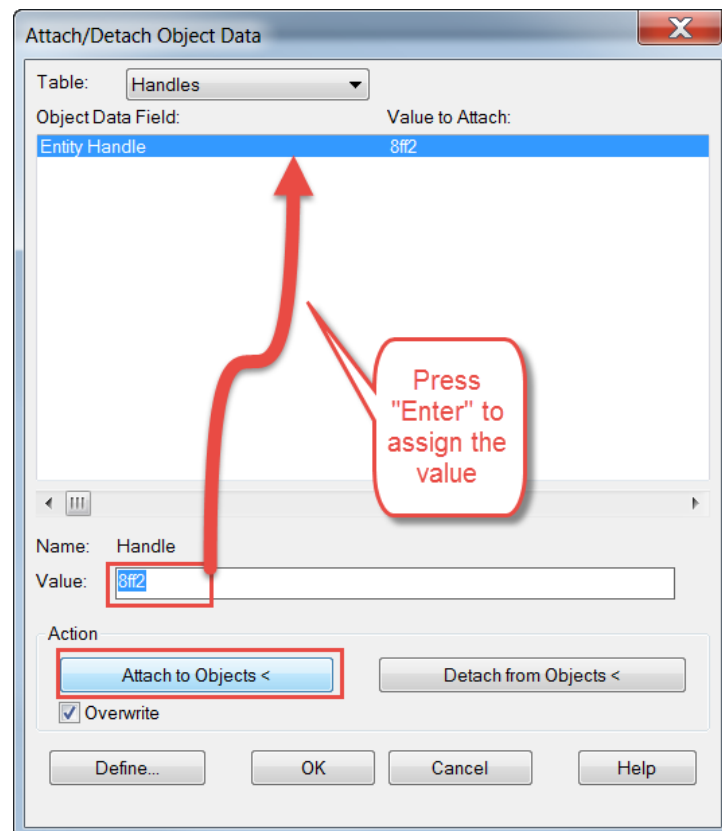 Attach/Detach Object Data
Table: Handles
Object Data Field: Value to Attach:
Entity Handle 8ff2
Press
"Enter" to
assign the
value
Name: Handle
Value: 8ff2
Action
Attach to Objects < Detach from Objects <
Overwrite
Define... OK Cancel Help